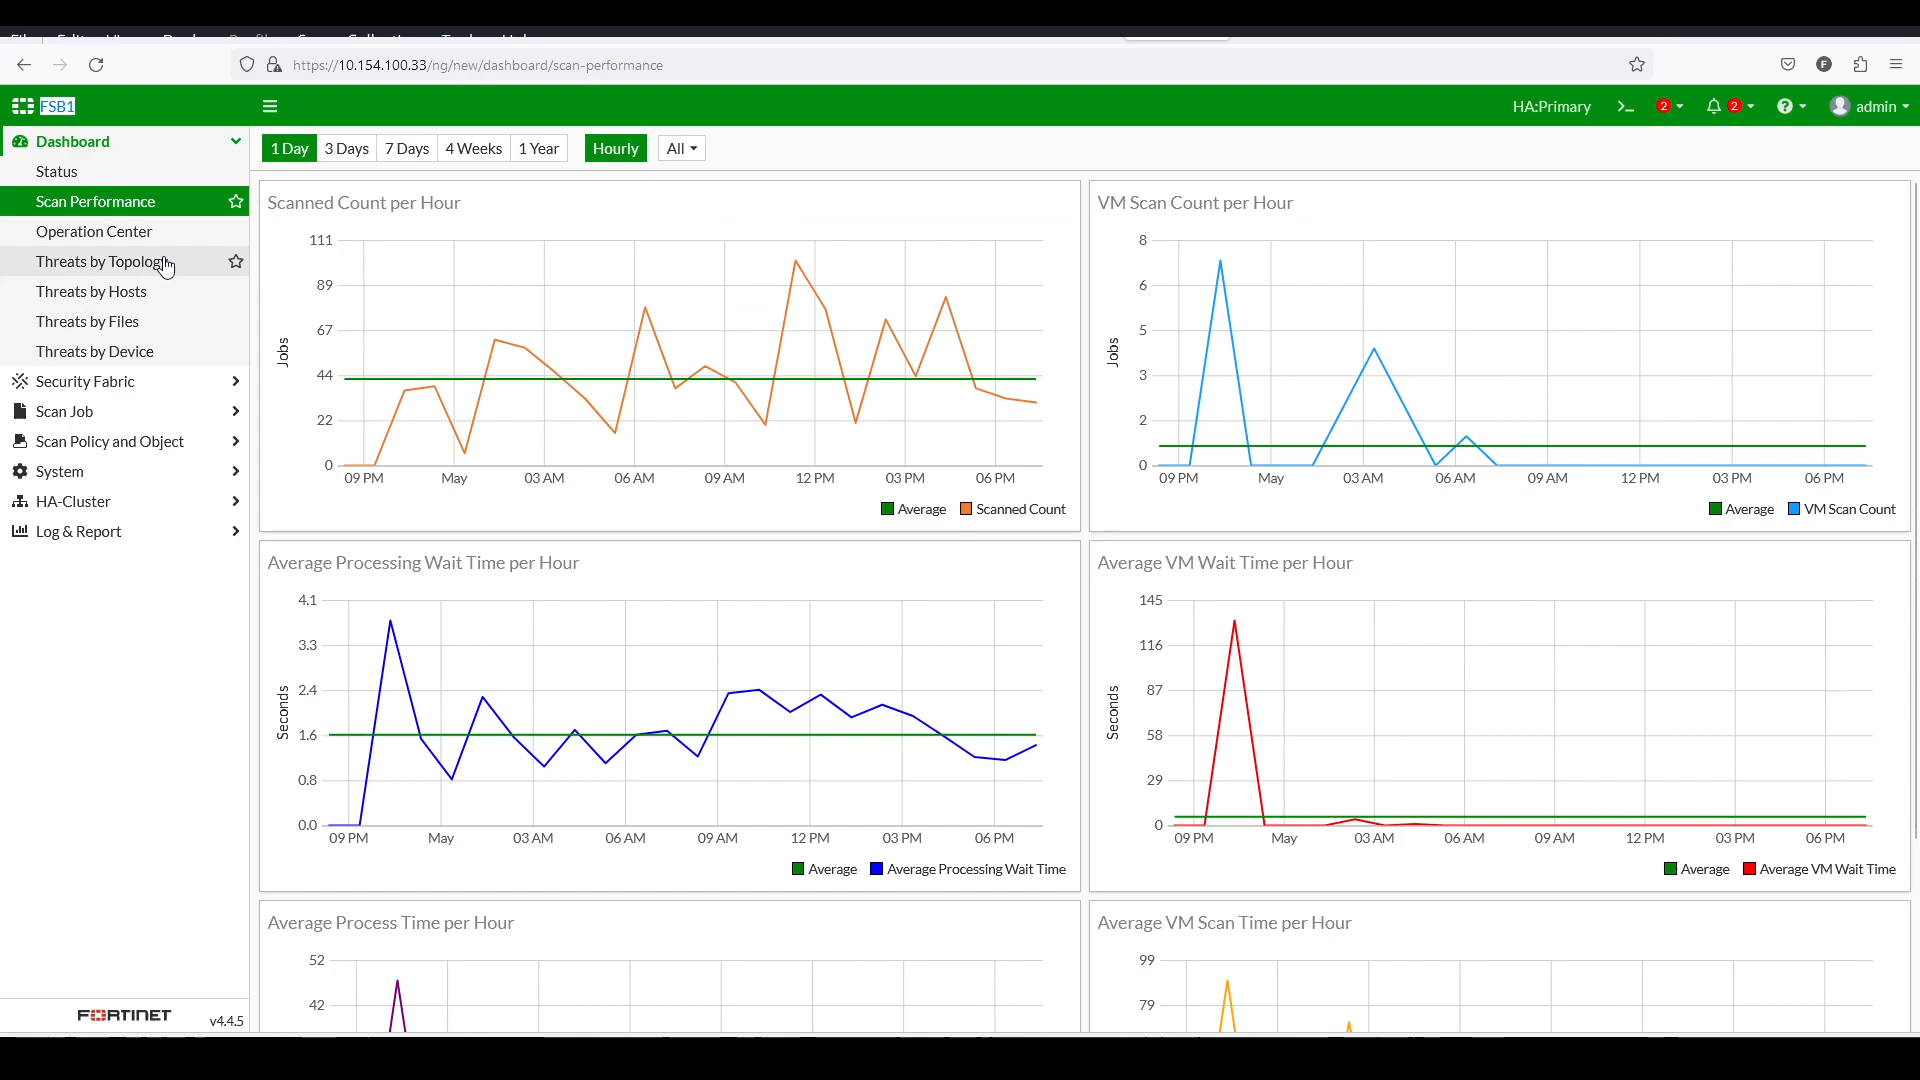 https://10.154.100.33/ng/new/dashboard/scan-performance
FSB1
HA:Primary
2
2
admin
Dashboard
Status
Scan Performance
Operation Center
Threats by Topology
Threats by Hosts
Threats by Files
Threats by Device
Security Fabric
Scan Job
Scan Policy and Object
System
HA-Cluster
Log & Report
FORTINET
v4.4.5
1 Day 3 Days 7 Days 4 Weeks 1 Year Hourly All
Scanned Count per Hour
111
89
67
44
22
0
Jobs
09 PM May 03 AM 06 AM 09 AM 12 PM 03 PM 06 PM
Average Scanned Count
VM Scan Count per Hour
8
6
5
3
2
0
Jobs
09 PM May 03 AM 06 AM 09 AM 12 PM 03 PM 06 PM
Average VM Scan Count
Average Processing Wait Time per Hour
4.1
3.3
2.4
1.6
0.8
0.0
Seconds
09 PM May 03 AM 06 AM 09 AM 12 PM 03 PM 06 PM
Average Average Processing Wait Time
Average VM Wait Time per Hour
145
116
87
58
29
0
Seconds
09 PM May 03 AM 06 AM 09 AM 12 PM 03 PM 06 PM
Average Average VM Wait Time
Average Process Time per Hour
52
42
Average VM Scan Time per Hour
99
79